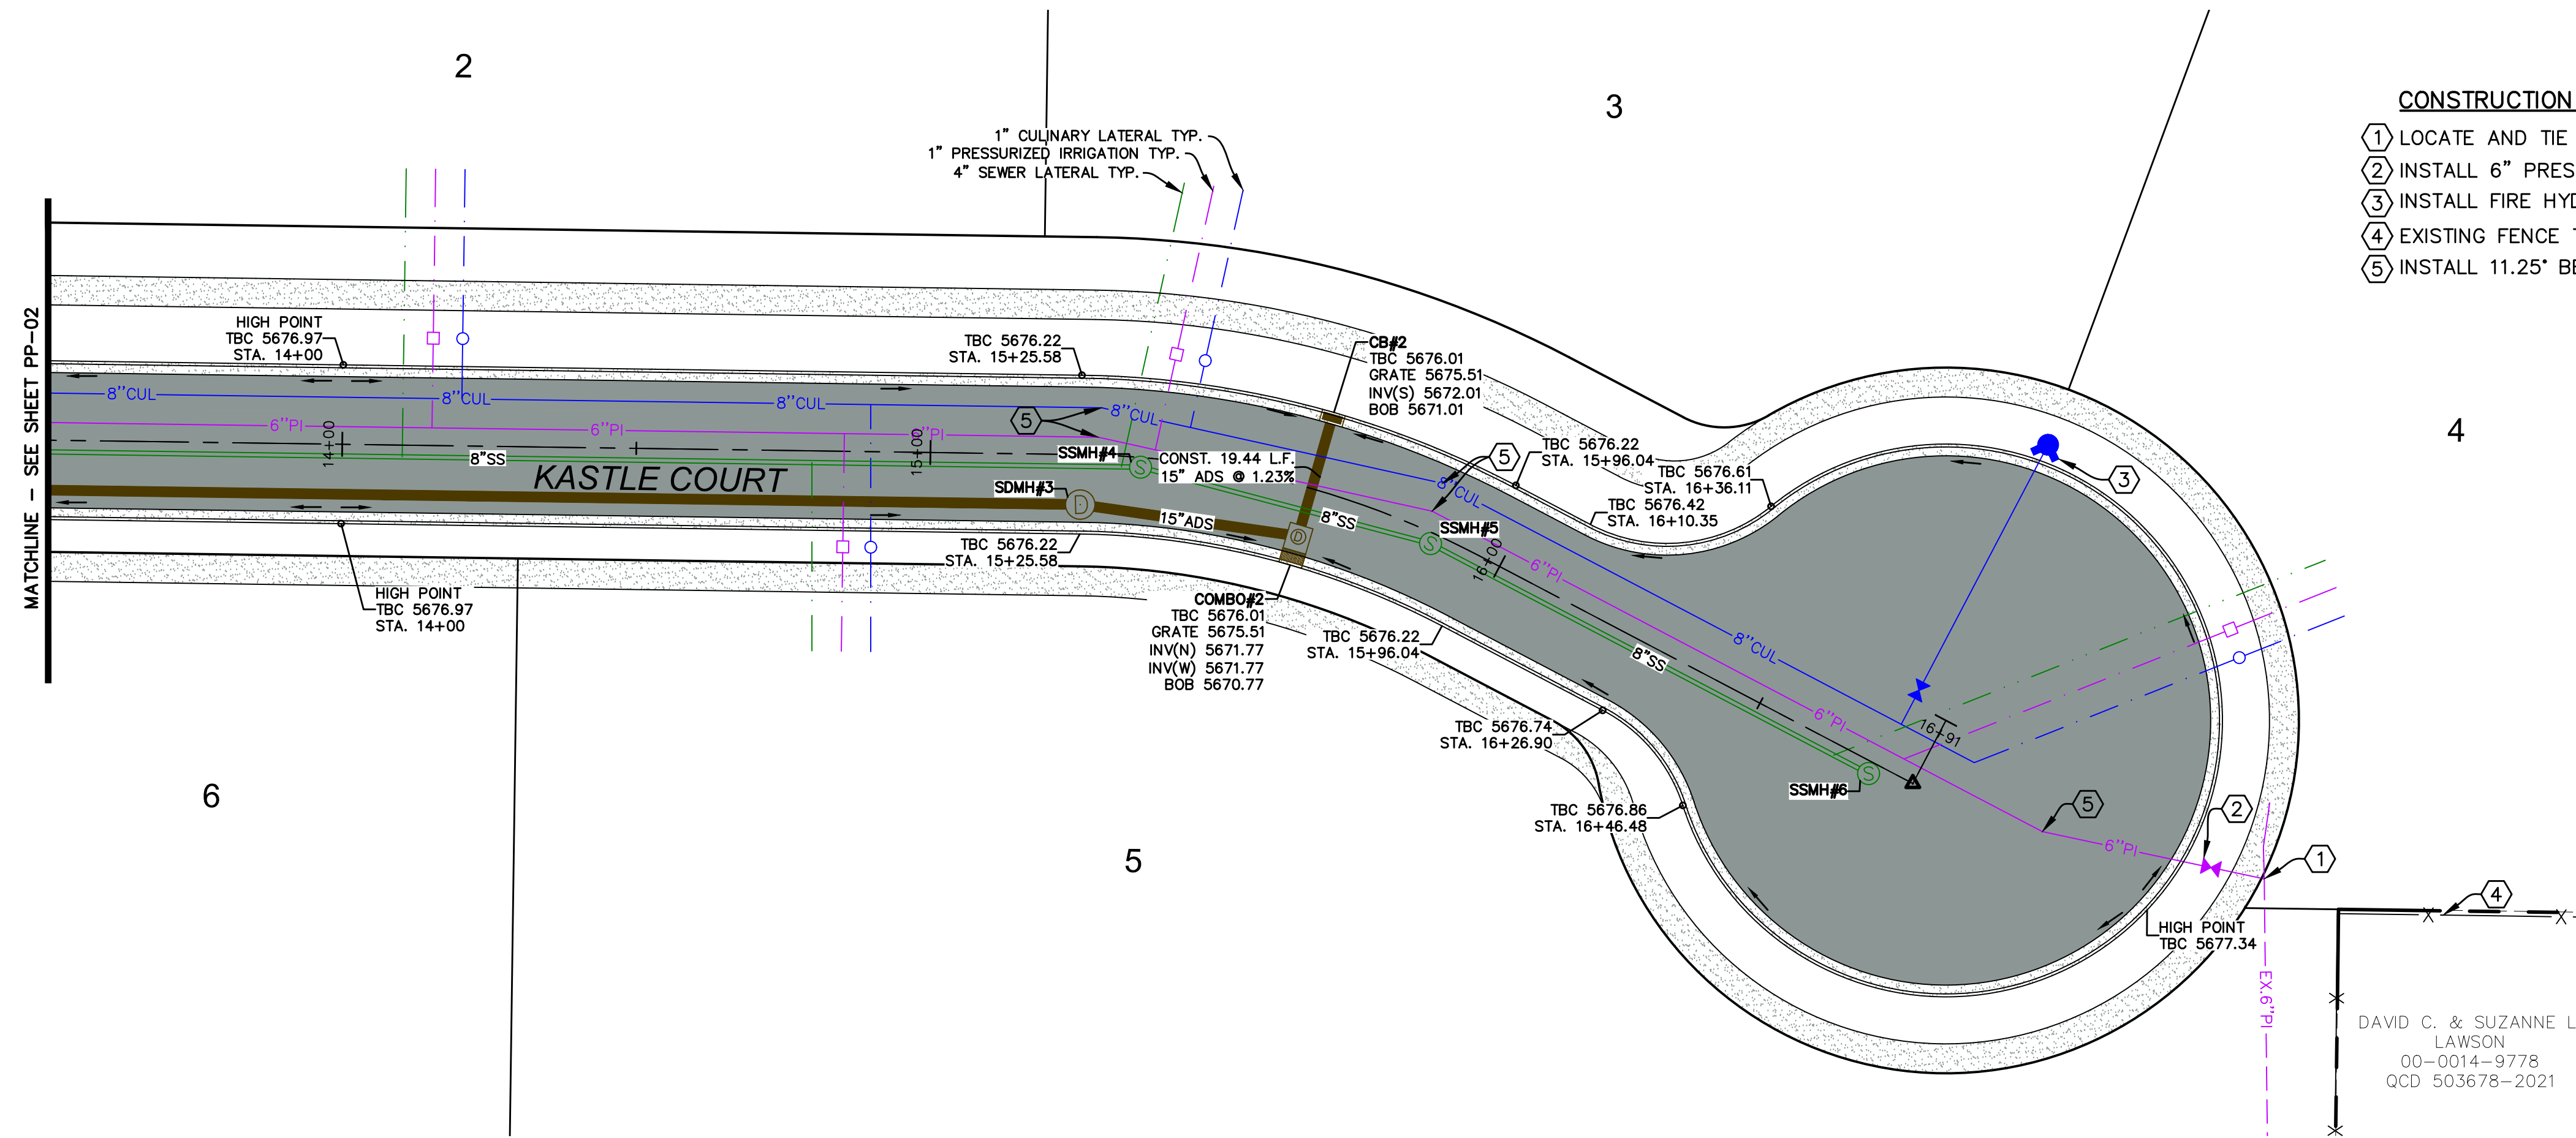 2
3
4
6
5
CONSTRUCTION
1 LOCATE AND TIE
2 INSTALL 6" PRES
3 INSTALL FIRE HY
4 EXISTING FENCE
5 INSTALL 11.25° B
1" CULINARY LATERAL TYP.
1" PRESSURIZED IRRIGATION TYP.
4" SEWER LATERAL TYP.
MATCHLINE - SEE SHEET PP-02
HIGH POINT
TBC 5676.97
STA. 14+00
TBC 5676.22
STA. 15+25.58
CB#2
TBC 5676.01
GRATE 5675.51
INV(S) 5672.01
BOB 5671.01
8"CUL
8"CUL
8"CUL
8"CUL
8"CUL
8"CUL
6"PI
6"PI
6"PI
6"PI
6"PI
6"PI
14+00
15+00
16+00
16+91
8"SS
8"SS
8"SS
KASTLE COURT
5
SSMH#4
CONST. 19.44 L.F.
15" ADS @ 1.23%
SDMH#3
D
15"ADS
D
S
S
S
5
SSMH#5
TBC 5676.22
STA. 15+96.04
TBC 5676.61
STA. 16+36.11
TBC 5676.42
STA. 16+10.35
3
TBC 5676.22
STA. 15+25.58
HIGH POINT
TBC 5676.97
STA. 14+00
COMBO#2
TBC 5676.01
GRATE 5675.51
INV(N) 5671.77
INV(W) 5671.77
BOB 5670.77
TBC 5676.22
STA. 15+96.04
TBC 5676.74
STA. 16+26.90
TBC 5676.86
STA. 16+46.48
SSMH#6
5
2
1
4
HIGH POINT
TBC 5677.34
EX.6"PI
X
X
DAVID C. & SUZANNE L
LAWSON
00-0014-9778
QCD 503678-2021